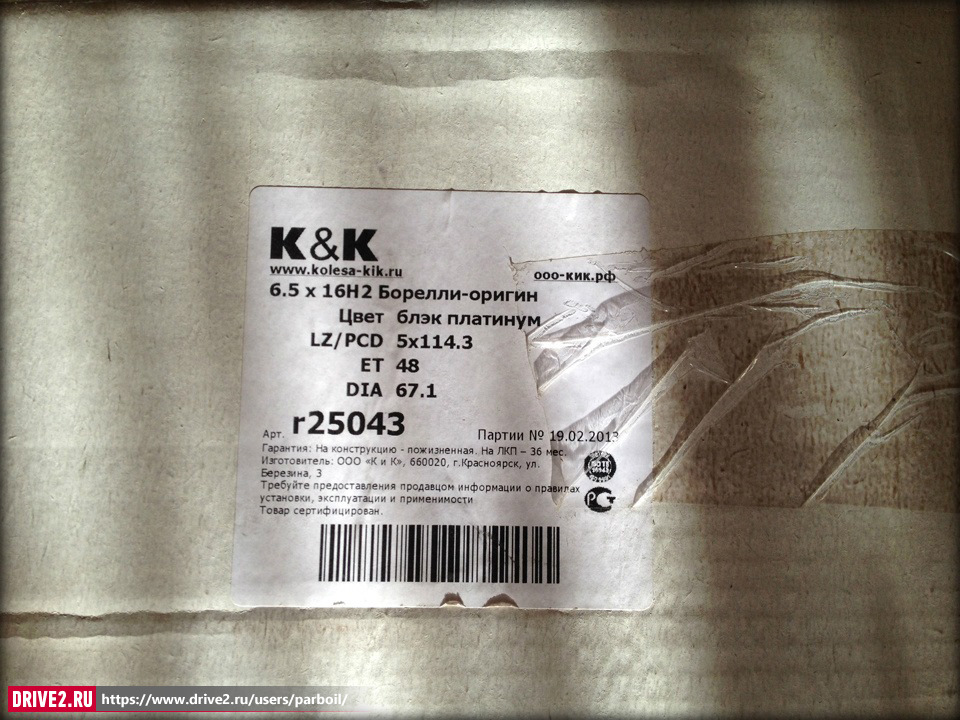 K&K
www.kolesa-kik.ru
ооо-кик.рф
6.5 x 16H2 Борелли-оригин
Цвет блэк платинум
LZ/PCD 5x114.3
ET 48
DIA 67.1
Арт. r25043
Партии № 19.02.2013
Гарантия: На конструкцию - пожизненная. На ЛКП – 36 мес.
Изготовитель: ООО «К и К», 660020, г.Красноярск, ул.
Березина, 3
Требуйте предоставления продавцом информации о правилах
установки, эксплуатации и применимости
Товар сертифицирован.
DRIVE2.RU https://www.drive2.ru/users/parboil/